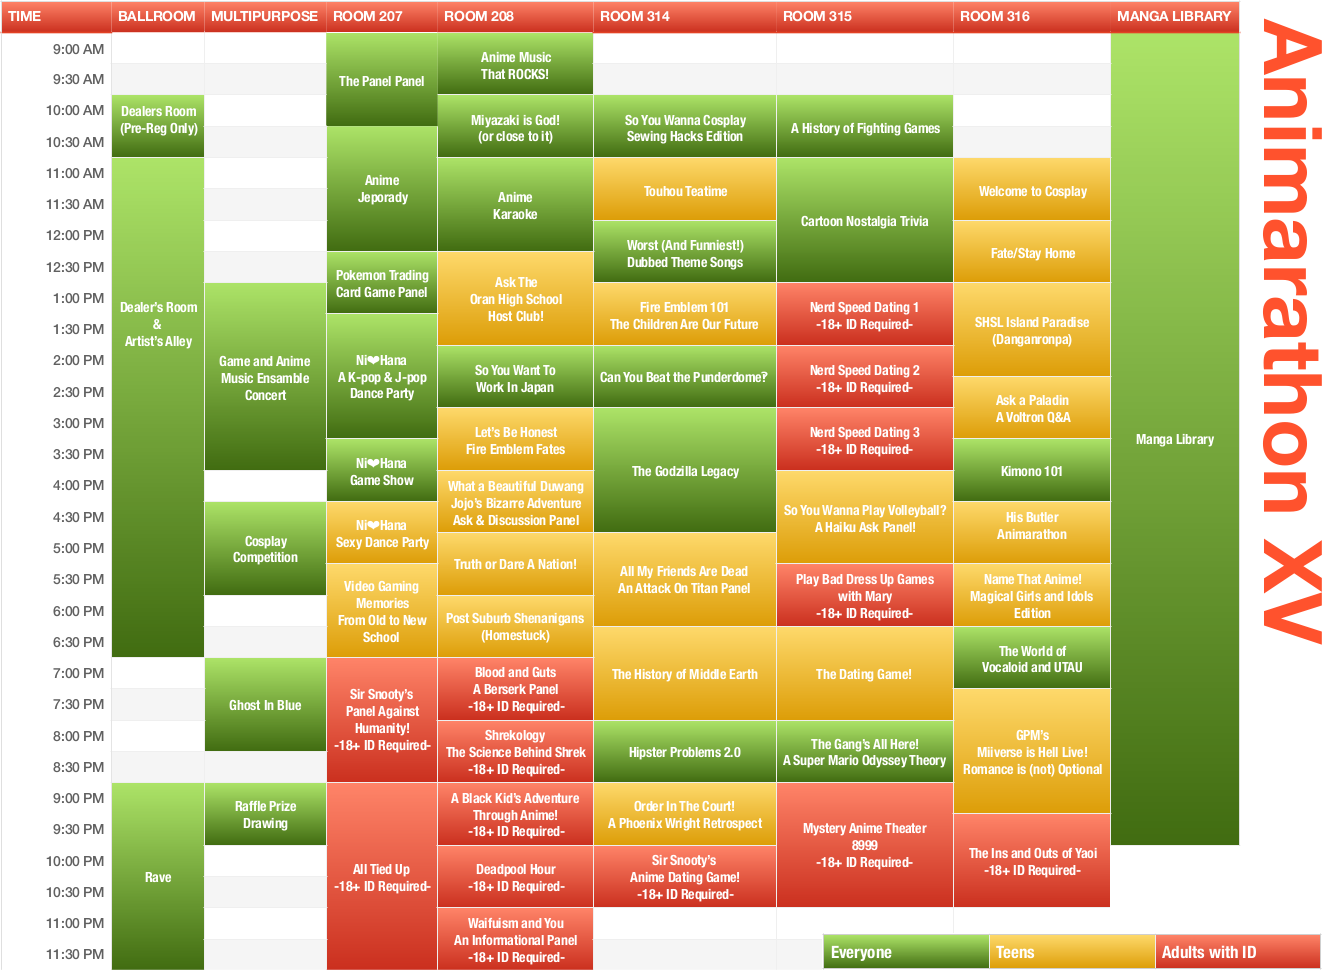 TIME BALLROOM MULTIPURPOSE ROOM 207 ROOM 208 ROOM 314 ROOM 315 ROOM 316 MANGA LIBRARY
9:00 AM
9:30 AM
10:00 AM
10:30 AM
11:00 AM
11:30 AM
12:00 PM
12:30 PM
1:00 PM
1:30 PM
2:00 PM
2:30 PM
3:00 PM
3:30 PM
4:00 PM
4:30 PM
5:00 PM
5:30 PM
6:00 PM
6:30 PM
7:00 PM
7:30 PM
8:00 PM
8:30 PM
9:00 PM
9:30 PM
10:00 PM
10:30 PM
11:00 PM
11:30 PM
Dealers Room
(Pre-Reg Only)
Dealer's Room
&
Artist's Alley
Rave
Game and Anime
Music Ensamble
Concert
Cosplay
Competition
Ghost In Blue
Raffle Prize
Drawing
The Panel Panel
Anime
Jeporady
Pokemon Trading
Card Game Panel
Ni❤Hana
A K-pop & J-pop
Dance Party
Ni❤Hana
Game Show
Ni❤Hana
Sexy Dance Party
Video Gaming
Memories
From Old to New
School
Sir Snooty's
Panel Against
Humanity!
-18+ ID Required-
All Tied Up
-18+ ID Required-
Anime Music
That ROCKS!
Miyazaki is God!
(or close to it)
Anime
Karaoke
Ask The
Oran High School
Host Club!
So You Want To
Work In Japan
Let's Be Honest
Fire Emblem Fates
What a Beautiful Duwang
Jojo's Bizarre Adventure
Ask & Discussion Panel
Truth or Dare A Nation!
Post Suburb Shenanigans
(Homestuck)
Blood and Guts
A Berserk Panel
-18+ ID Required-
Shrekology
The Science Behind Shrek
-18+ ID Required-
A Black Kid's Adventure
Through Anime!
-18+ ID Required-
Deadpool Hour
-18+ ID Required-
Waifuism and You
An Informational Panel
-18+ ID Required-
So You Wanna Cosplay
Sewing Hacks Edition
Touhou Teatime
Worst (And Funniest!)
Dubbed Theme Songs
Fire Emblem 101
The Children Are Our Future
Can You Beat the Punderdome?
The Godzilla Legacy
All My Friends Are Dead
An Attack On Titan Panel
The History of Middle Earth
Hipster Problems 2.0
Order In The Court!
A Phoenix Wright Retrospect
Sir Snooty's
Anime Dating Game!
-18+ ID Required-
A History of Fighting Games
Cartoon Nostalgia Trivia
Nerd Speed Dating 1
-18+ ID Required-
Nerd Speed Dating 2
-18+ ID Required-
Nerd Speed Dating 3
-18+ ID Required-
So You Wanna Play Volleyball?
A Haiku Ask Panel!
Play Bad Dress Up Games
with Mary
-18+ ID Required-
The Dating Game!
The Gang's All Here!
A Super Mario Odyssey Theory
Mystery Anime Theater
8999
-18+ ID Required-
Welcome to Cosplay
Fate/Stay Home
SHSL Island Paradise
(Danganronpa)
Ask a Paladin
A Voltron Q&A
Kimono 101
His Butler
Animarathon
Name That Anime!
Magical Girls and Idols
Edition
The World of
Vocaloid and UTAU
GPM's
Miiverse is Hell Live!
Romance is (not) Optional
The Ins and Outs of Yaoi
-18+ ID Required-
Manga Library
Animarathon XV
Everyone Teens Adults with ID